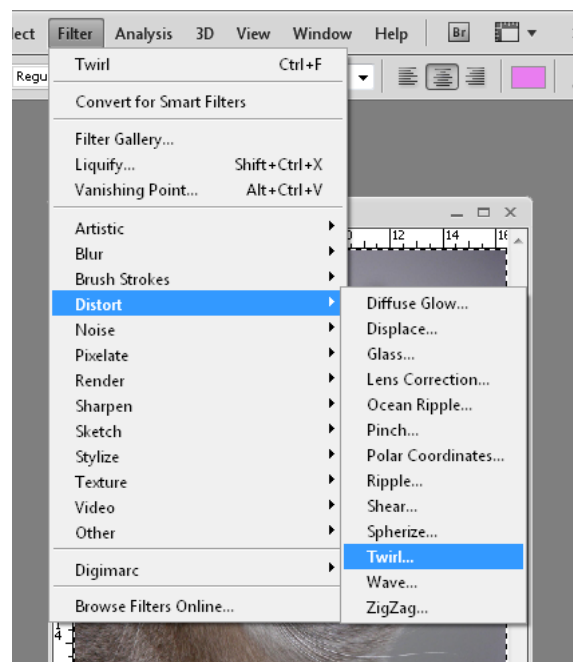 lect Filter Analysis 3D View Window Help Br
Regu
Twirl Ctrl+F
Convert for Smart Filters
Filter Gallery...
Liquify... Shift+Ctrl+X
Vanishing Point... Alt+Ctrl+V
Artistic
Blur
Brush Strokes
Distort
Noise
Pixelate
Render
Sharpen
Sketch
Stylize
Texture
Video
Other
Digimarc
Browse Filters Online...
12 14
Diffuse Glow...
Displace...
Glass...
Lens Correction...
Ocean Ripple...
Pinch...
Polar Coordinates...
Ripple...
Shear...
Spherize...
Twirl...
Wave...
ZigZag...
4